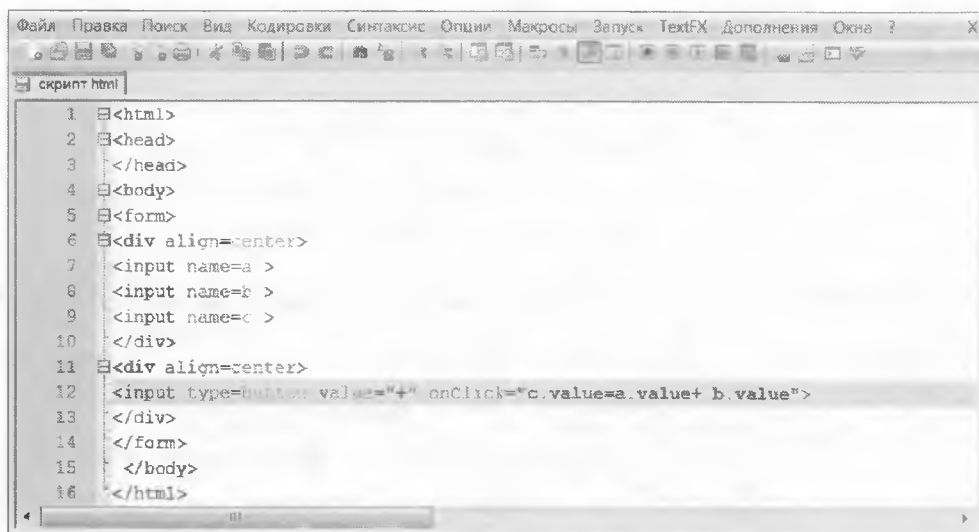 Файл Правка Поиск Вид Кодировки Синтаксис Опции Макросы Запуск TextFX Дополнения Окна ? X
скрипт html
1 <html>
2 <head>
3 </head>
4 <body>
5 <form>
6 <div align=center>
7 <input name=a >
8 <input name=b >
9 <input name=c >
10 </div>
11 <div align=center>
12 <input type=button value="+" onClick="c.value=a.value+ b.value">
13 </div>
14 </form>
15 </body>
16 </html>